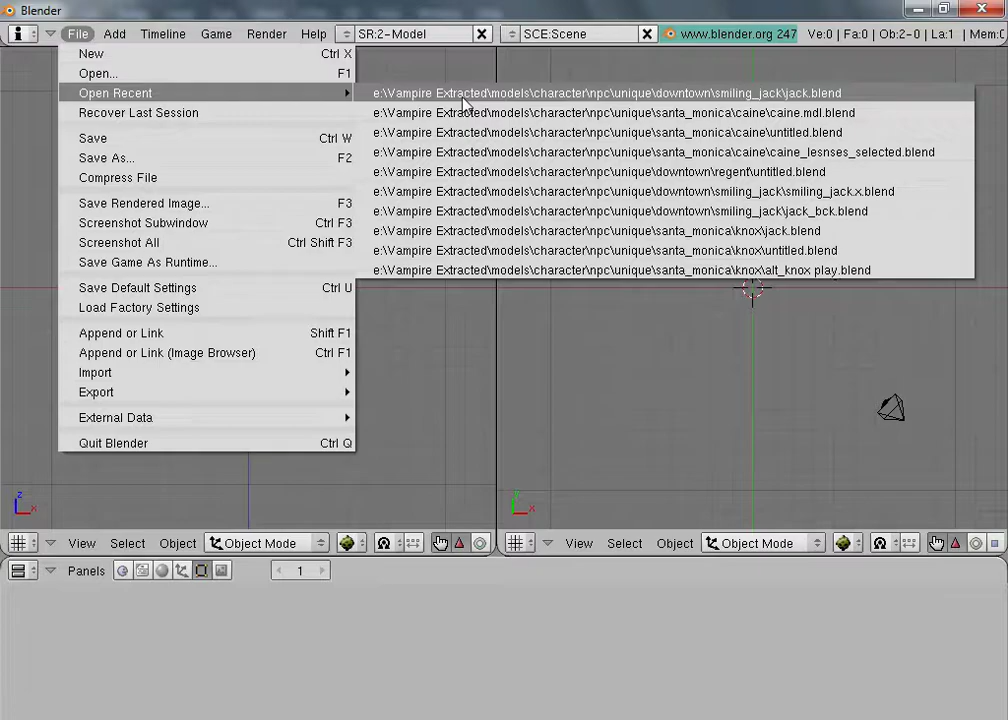 Blender
File Add Timeline Game Render Help SR:2-Model SCE:Scene www.blender.org 247 Ve:0 | Fa:0 | Ob:2-0 | La:1 | Mem:0
New Ctrl X
Open... F1
Open Recent
Recover Last Session
Save Ctrl W
Save As... F2
Compress File
Save Rendered Image... F3
Screenshot Subwindow Ctrl F3
Screenshot All Ctrl Shift F3
Save Game As Runtime...
Save Default Settings Ctrl U
Load Factory Settings
Append or Link Shift F1
Append or Link (Image Browser) Ctrl F1
Import
Export
External Data
Quit Blender Ctrl Q
e:\Vampire Extracted\models\character\npc\unique\downtown\smiling_jack\jack.blend
e:\Vampire Extracted\models\character\npc\unique\santa_monica\caine\caine.mdl.blend
e:\Vampire Extracted\models\character\npc\unique\santa_monica\caine\untitled.blend
e:\Vampire Extracted\models\character\npc\unique\santa_monica\caine\caine_lesnses_selected.blend
e:\Vampire Extracted\models\character\npc\unique\downtown\regent\untitled.blend
e:\Vampire Extracted\models\character\npc\unique\downtown\smiling_jack\smiling_jack.x.blend
e:\Vampire Extracted\models\character\npc\unique\downtown\smiling_jack\jack_bck.blend
e:\Vampire Extracted\models\character\npc\unique\santa_monica\knox\jack.blend
e:\Vampire Extracted\models\character\npc\unique\santa_monica\knox\untitled.blend
e:\Vampire Extracted\models\character\npc\unique\santa_monica\knox\alt_knox play.blend
z x
y x
View Select Object Object Mode
View Select Object Object Mode
Panels 1